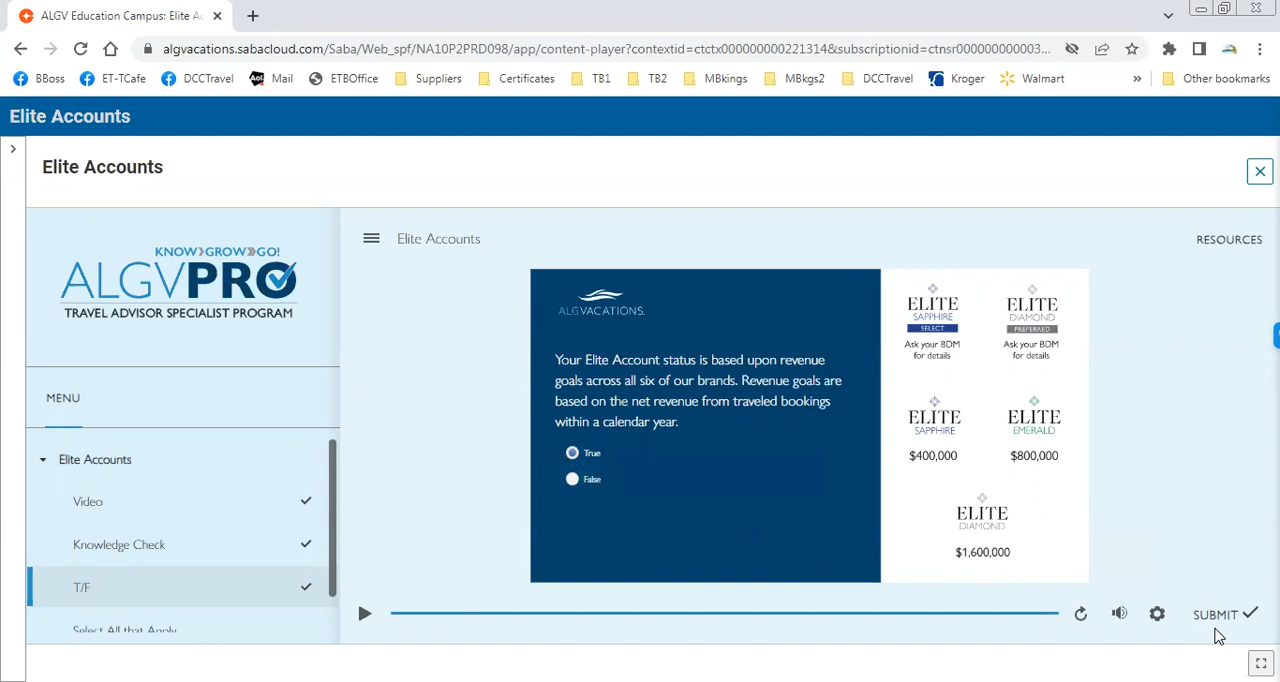 ALGV Education Campus: Elite Ac
algvacations.sabacloud.com/Saba/Web_spf/NA10P2PRD098/app/content-player?contextid=ctctx000000000221314&subscriptionid=ctnsr000000000003...
BBoss
ET-TCafe
DCCTravel
Aol.
Mail
ETBOffice
Suppliers
Certificates
TB1
TB2
MBkings
MBkgs2
DCCTravel
Kroger
Walmart
»
Other bookmarks
Elite Accounts
Elite Accounts
KNOW»GROW»GO!
ALGVPRO
TRAVEL ADVISOR SPECIALIST PROGRAM
MENU
Elite Accounts
Video
Knowledge Check
T/F
Select All that Apply
Elite Accounts
RESOURCES
ALGVACATIONS.
Your Elite Account status is based upon revenue
goals across all six of our brands. Revenue goals are
based on the net revenue from traveled bookings
within a calendar year.
True
False
ELITE
SAPPHIRE
SELECT
Ask your BDM
for details
ELITE
DIAMOND
PREFERRED
Ask your BDM
for details
ELITE
SAPPHIRE
$400,000
ELITE
EMERALD
$800,000
ELITE
DIAMOND
$1,600,000
SUBMIT